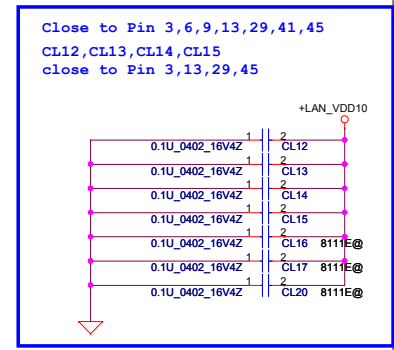 Close to Pin 3,6,9,13,29,41,45
CL12,CL13,CL14,CL15
close to Pin 3,13,29,45
+LAN_VDD10
1 2
0.1U_0402_16V4Z CL12
1 2
0.1U_0402_16V4Z CL13
1 2
0.1U_0402_16V4Z CL14
1 2
0.1U_0402_16V4Z CL15
1 2
0.1U_0402_16V4Z CL16 8111E@
1 2
0.1U_0402_16V4Z CL17 8111E@
1 2
0.1U_0402_16V4Z CL20 8111E@